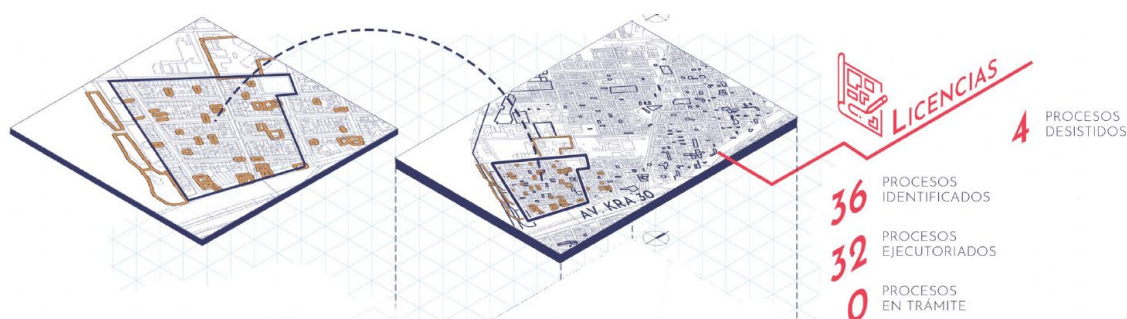 AV. KRA 30
LICENCIAS
4
PROCESOS
DESISTIDOS
36
PROCESOS
IDENTIFICADOS
32
PROCESOS
EJECUTORIADOS
0
PROCESOS
EN TRÁMITE